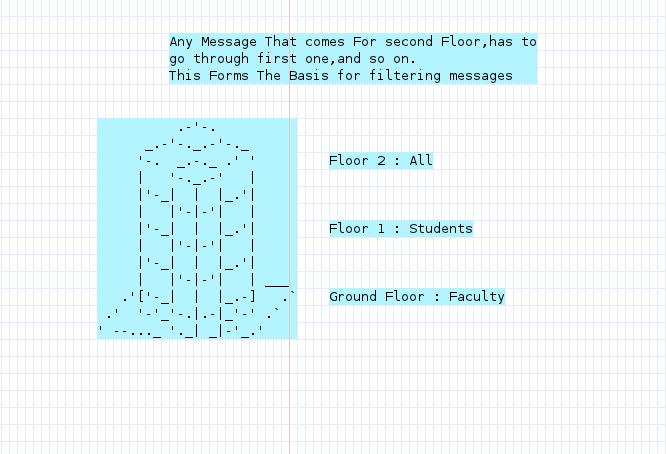 Any Message That comes For second Floor,has to
go through first one,and so on.
This Forms The Basis for filtering messages
Floor 2 : All
Floor 1 : Students
Ground Floor : Faculty